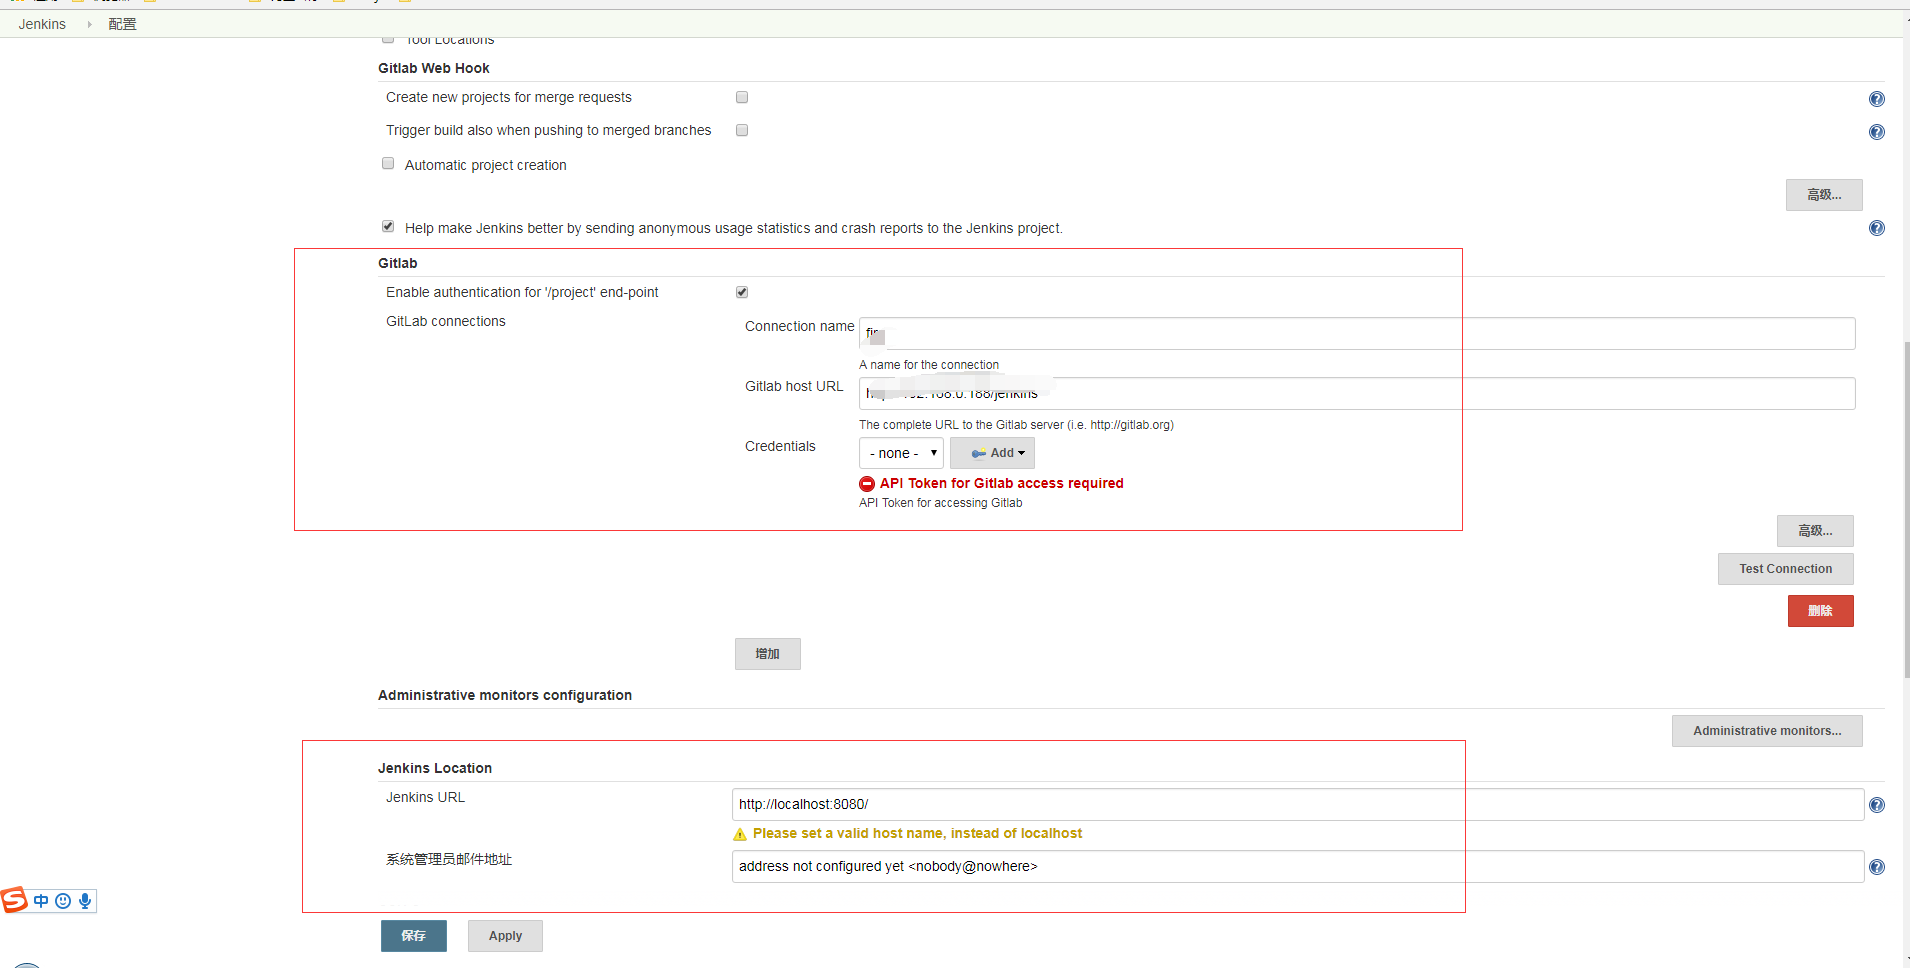 Jenkins 配置
Tool Locations
Gitlab Web Hook
Create new projects for merge requests
Trigger build also when pushing to merged branches
Automatic project creation
高级...
Help make Jenkins better by sending anonymous usage statistics and crash reports to the Jenkins project.
Gitlab
Enable authentication for '/project' end-point
GitLab connections
Connection name
A name for the connection
Gitlab host URL
.168.0.188/jenkins
The complete URL to the Gitlab server (i.e. http://gitlab.org)
Credentials
- none - Add
API Token for Gitlab access required
API Token for accessing Gitlab
高级...
Test Connection
删除
增加
Administrative monitors configuration
Administrative monitors...
Jenkins Location
Jenkins URL
http://localhost:8080/
Please set a valid host name, instead of localhost
系统管理员邮件地址
address not configured yet <nobody@nowhere>
中
保存 Apply